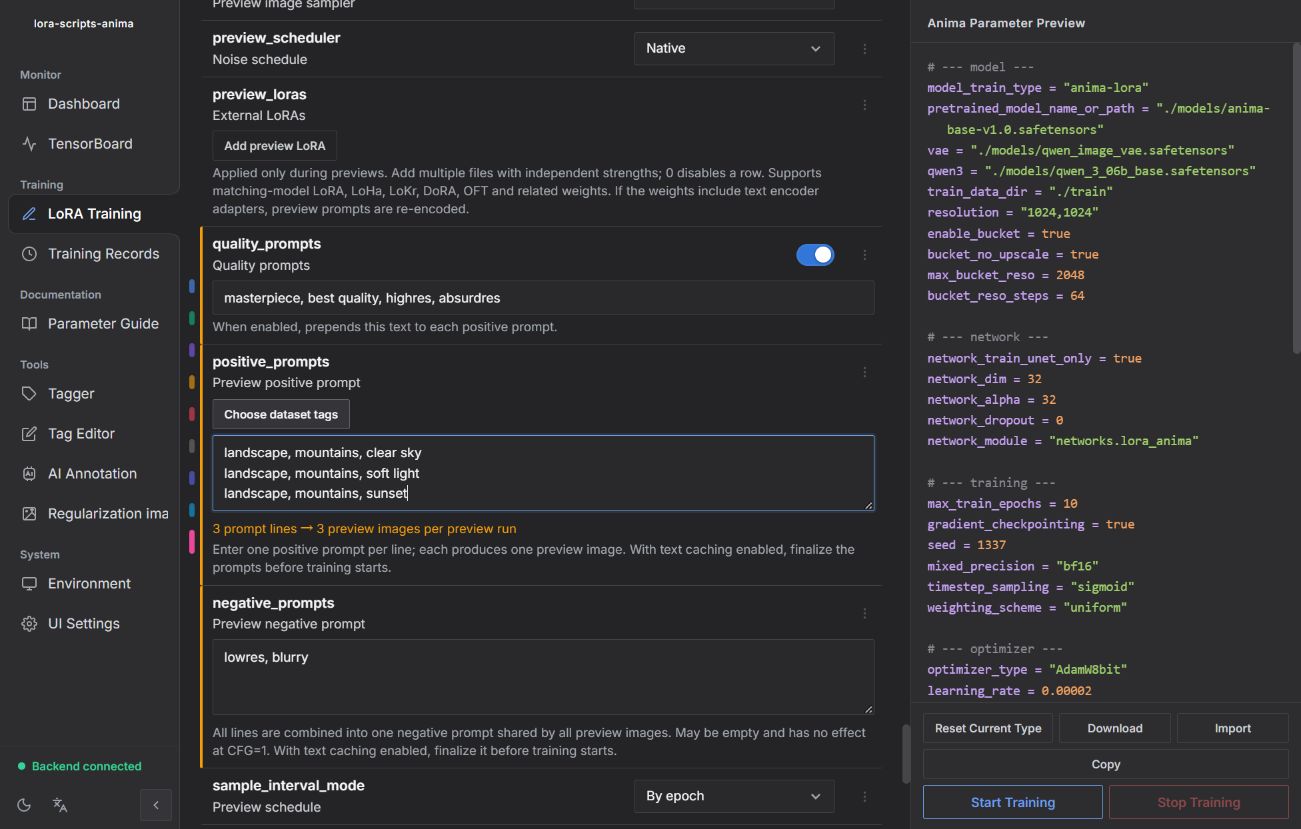 lora-scripts-anima
Monitor
Dashboard
TensorBoard
Training
LoRA Training
Training Records
Documentation
Parameter Guide
Tools
Tagger
Tag Editor
AI Annotation
Regularization ima
System
Environment
UI Settings
Backend connected
Preview image sampler
preview_scheduler
Noise schedule
Native
preview_loras
External LoRAs
Add preview LoRA
Applied only during previews. Add multiple files with independent strengths; 0 disables a row. Supports
matching-model LoRA, LoHa, LoKr, DoRA, OFT and related weights. If the weights include text encoder
adapters, preview prompts are re-encoded.
quality_prompts
Quality prompts
masterpiece, best quality, highres, absurdres
When enabled, prepends this text to each positive prompt.
positive_prompts
Preview positive prompt
Choose dataset tags
landscape, mountains, clear sky
landscape, mountains, soft light
landscape, mountains, sunset
3 prompt lines → 3 preview images per preview run
Enter one positive prompt per line; each produces one preview image. With text caching enabled, finalize the
prompts before training starts.
negative_prompts
Preview negative prompt
lowres, blurry
All lines are combined into one negative prompt shared by all preview images. May be empty and has no effect
at CFG=1. With text caching enabled, finalize it before training starts.
sample_interval_mode
Preview schedule
By epoch
Anima Parameter Preview
# --- model ---
model_train_type = "anima-lora"
pretrained_model_name_or_path = "./models/anima-
base-v1.0.safetensors"
vae = "./models/qwen_image_vae.safetensors"
qwen3 = "./models/qwen_3_06b_base.safetensors"
train_data_dir = "./train"
resolution = "1024,1024"
enable_bucket = true
bucket_no_upscale = true
max_bucket_reso = 2048
bucket_reso_steps = 64
# --- network ---
network_train_unet_only = true
network_dim = 32
network_alpha = 32
network_dropout = 0
network_module = "networks.lora_anima"
# --- training ---
max_train_epochs = 10
gradient_checkpointing = true
seed = 1337
mixed_precision = "bf16"
timestep_sampling = "sigmoid"
weighting_scheme = "uniform"
# --- optimizer ---
optimizer_type = "AdamW8bit"
learning_rate = 0.00002
Reset Current Type
Download
Import
Copy
Start Training
Stop Training